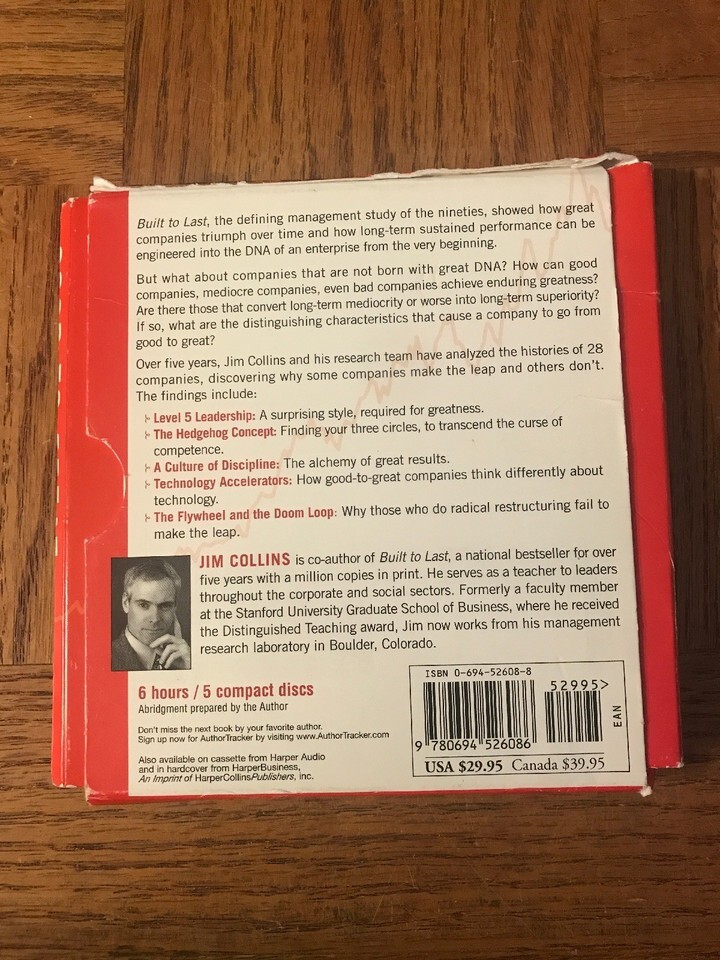 Built to Last, the defining management study of the nineties, showed how great
companies triumph over time and how long-term sustained performance can be
engineered into the DNA of an enterprise from the very beginning.
But what about companies that are not born with great DNA? How can good
companies, mediocre companies, even bad companies achieve enduring greatness?
Are there those that convert long-term mediocrity or worse into long-term superiority?
If so, what are the distinguishing characteristics that cause a company to go from
good to great?
Over five years, Jim Collins and his research team have analyzed the histories of 28
companies, discovering why some companies make the leap and others don't.
The findings include:
Level 5 Leadership: A surprising style, required for greatness.
The Hedgehog Concept: Finding your three circles, to transcend the curse of
competence.
A Culture of Discipline: The alchemy of great results.
Technology Accelerators: How good-to-great companies think differently about
technology.
The Flywheel and the Doom Loop: Why those who do radical restructuring fail to
make the leap.
JIM COLLINS is co-author of Built to Last, a national bestseller for over
five years with a million copies in print. He serves as a teacher to leaders
throughout the corporate and social sectors. Formerly a faculty member
at the Stanford University Graduate School of Business, where he received
the Distinguished Teaching award, Jim now works from his management
research laboratory in Boulder, Colorado.
6 hours / 5 compact discs
Abridgment prepared by the Author
Don't miss the next book by your favorite author.
Sign up now for AuthorTracker by visiting www.AuthorTracker.com
Also available on cassette from Harper Audio
and in hardcover from HarperBusiness,
An Imprint of HarperCollinsPublishers, inc.
ISBN 0-694-52608-8
52995>
EAN
9 780694 526086
USA $29.95 Canada $39.95